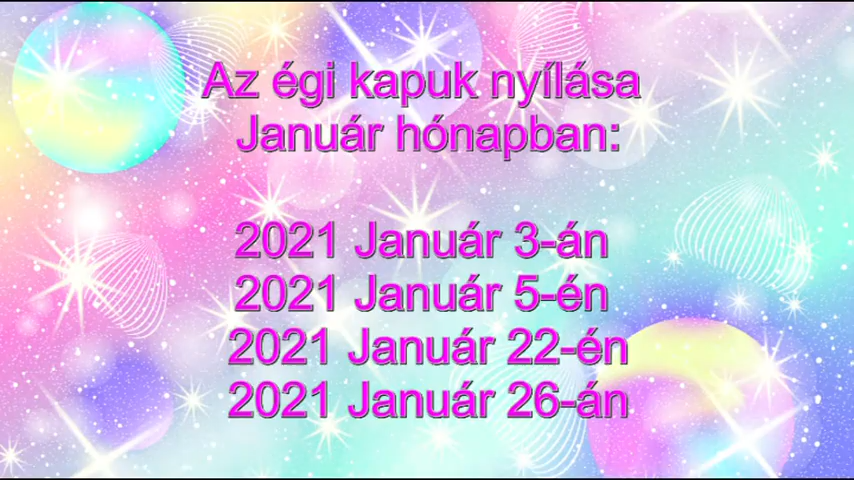 Az égi kapuk nyílása
Január hónapban:
2021 Január 3-án
2021 Január 5-én
2021 Január 22-én
2021 Január 26-án